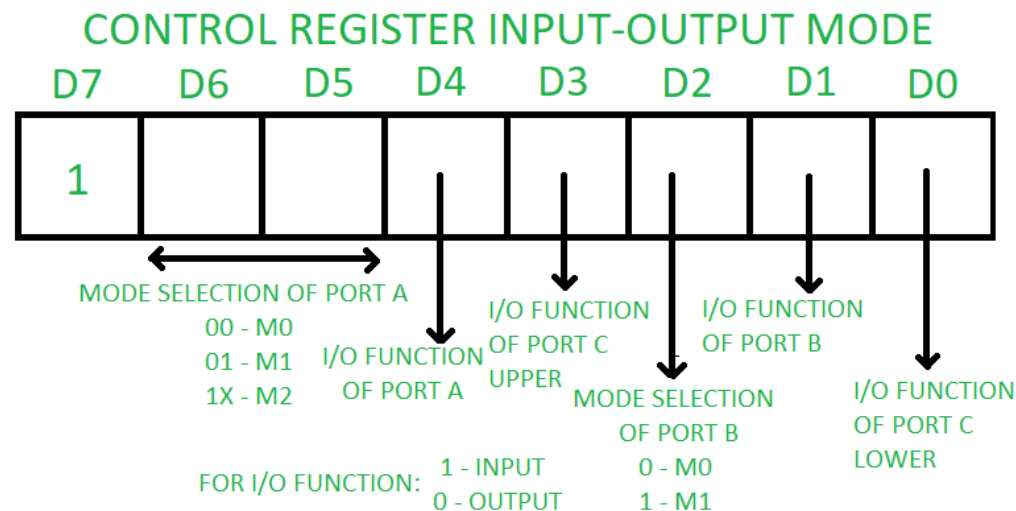 CONTROL REGISTER INPUT-OUTPUT MODE
D7 D6 D5 D4 D3 D2 D1 D0
1
MODE SELECTION OF PORT A
00 - M0
01 - M1
1X - M2
I/O FUNCTION
OF PORT A
I/O FUNCTION
OF PORT C
UPPER
MODE SELECTION
OF PORT B
0 - M0
1 - M1
I/O FUNCTION
OF PORT B
I/O FUNCTION
OF PORT C
LOWER
FOR I/O FUNCTION:
1 - INPUT
0 - OUTPUT